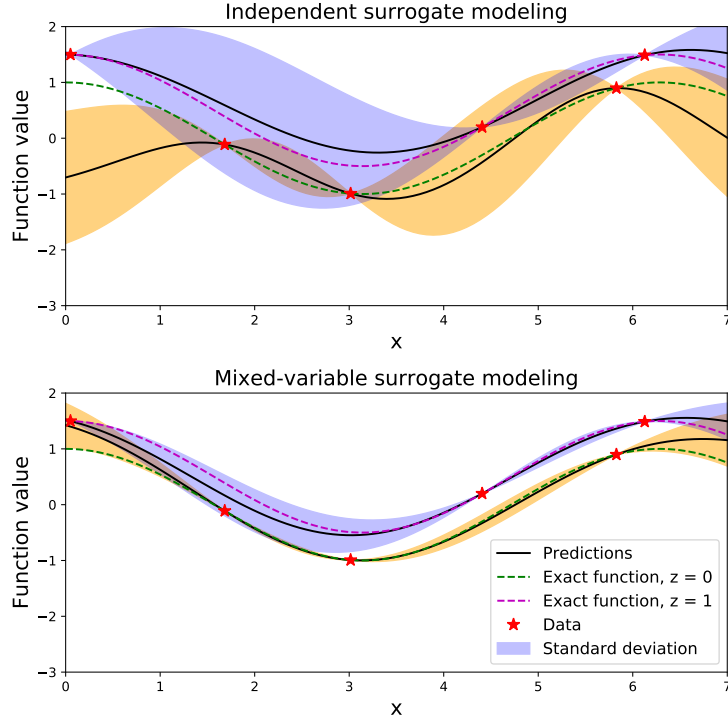 Independent surrogate modeling
2
1
0
−1
−2
−3
Function value
0 1 2 3 4 5 6 7
x
Mixed-variable surrogate modeling
2
1
0
−1
−2
−3
Function value
Predictions
Exact function, z = 0
Exact function, z = 1
Data
Standard deviation
0 1 2 3 4 5 6 7
x